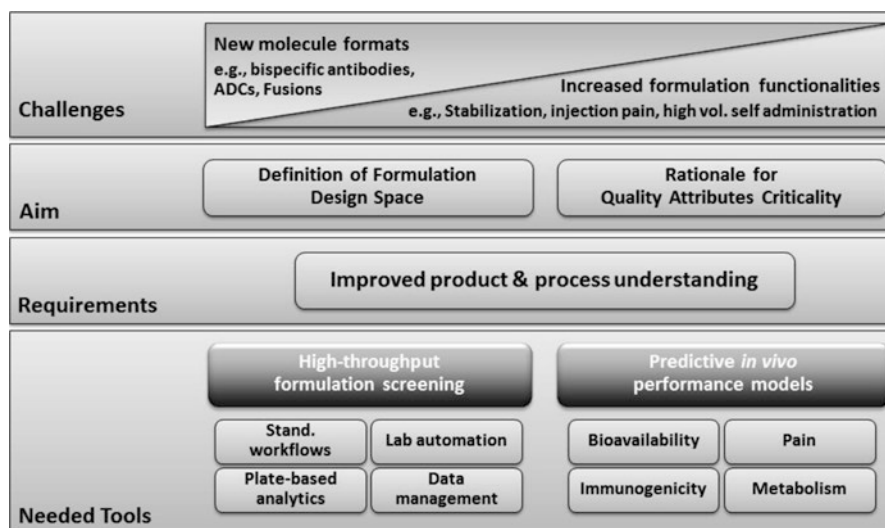 Challenges
New molecule formats
e.g., bispecific antibodies,
ADCs, Fusions
Increased formulation functionalities
e.g., Stabilization, injection pain, high vol. self administration
Aim
Definition of Formulation
Design Space
Rationale for
Quality Attributes Criticality
Requirements
Improved product & process understanding
Needed Tools
High-throughput
formulation screening
Stand.
workflows
Lab automation
Plate-based
analytics
Data
management
Predictive in vivo
performance models
Bioavailability
Pain
Immunogenicity
Metabolism